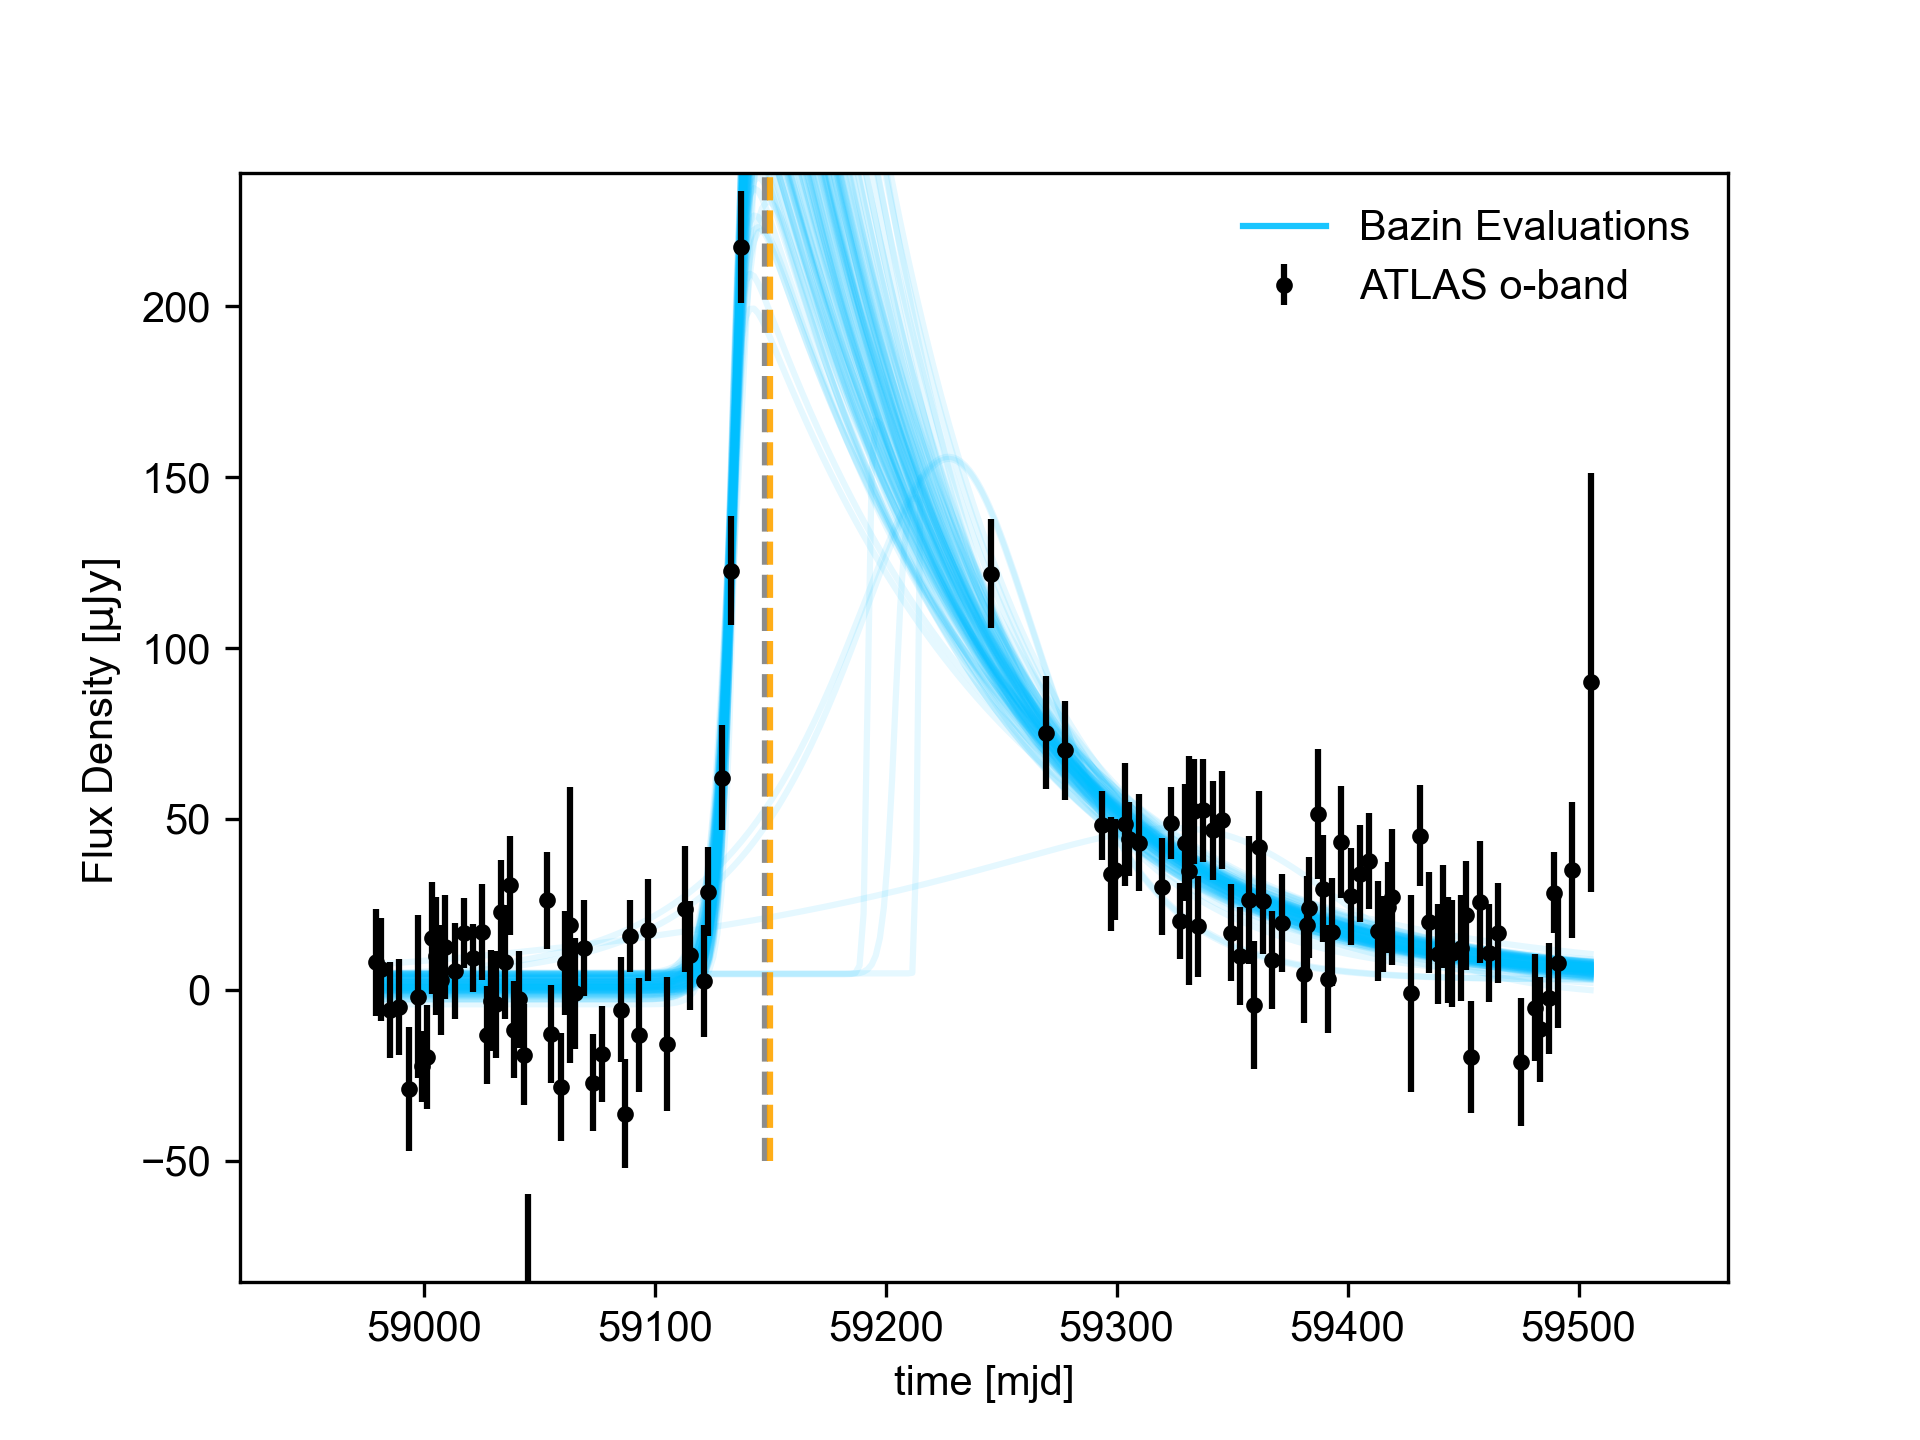 Bazin Evaluations
ATLAS o-band
200
150
100
50
0
−50
Flux Density [µJy]
59000 59100 59200 59300 59400 59500
time [mjd]